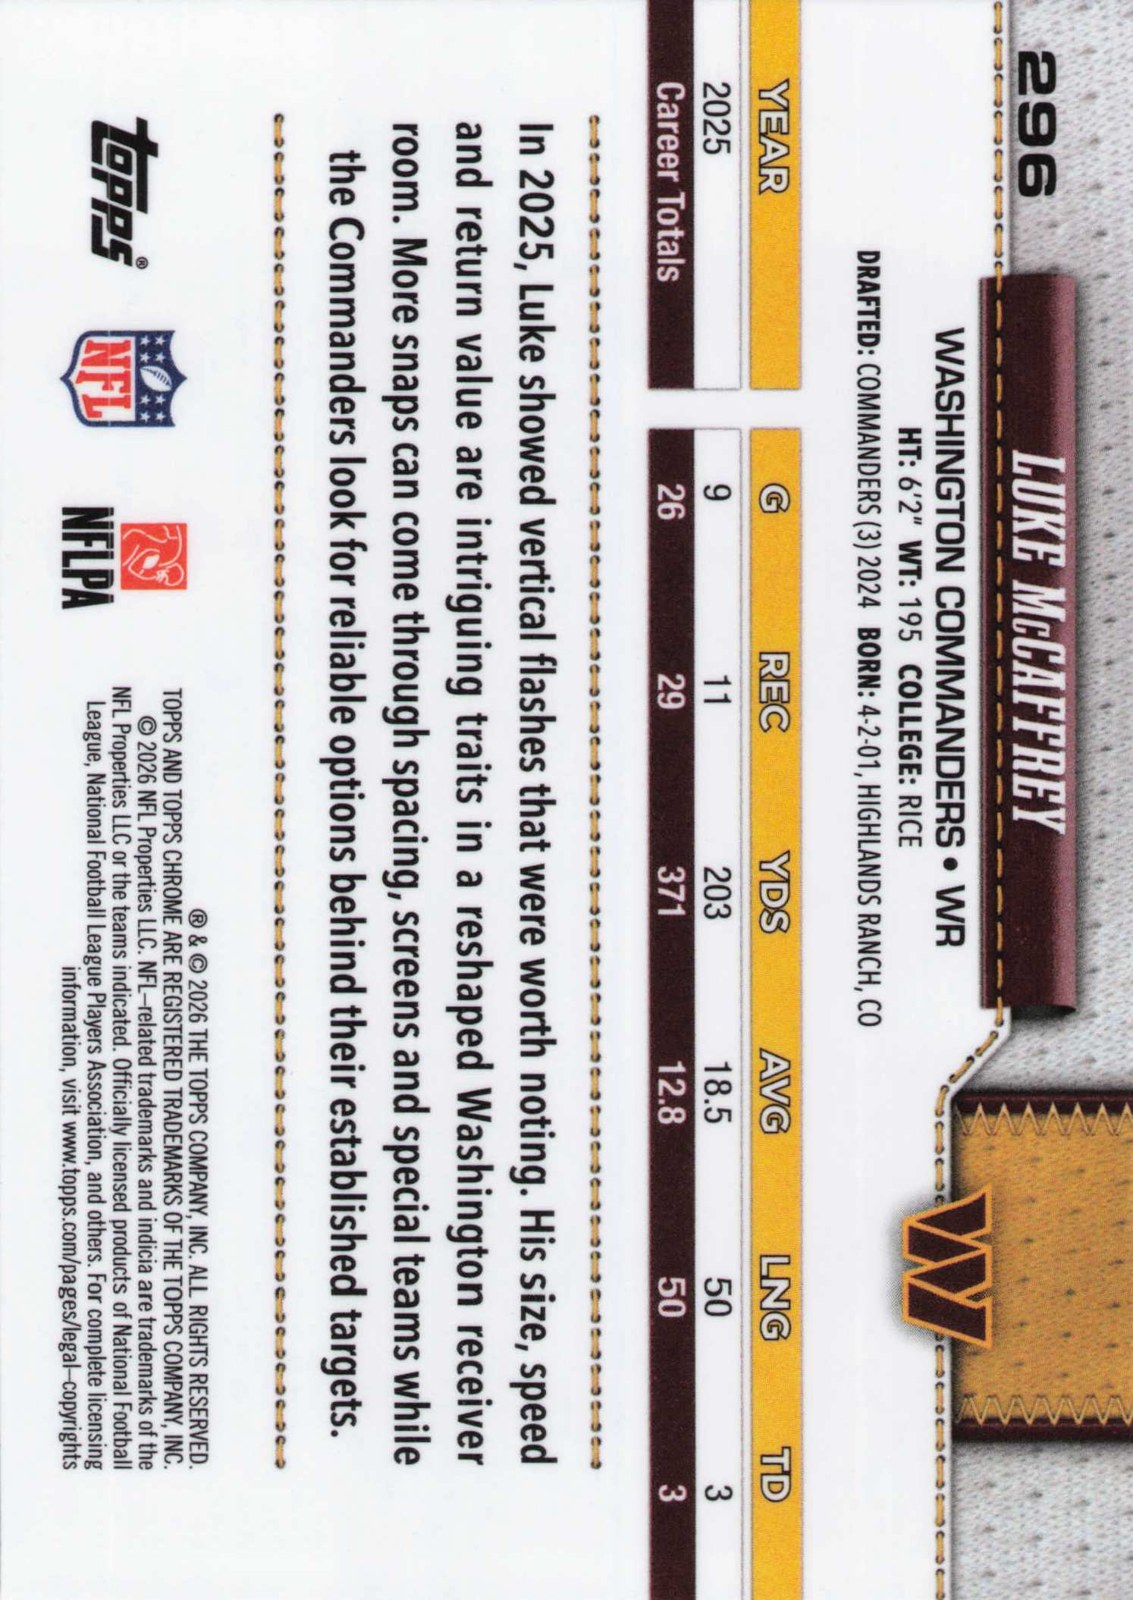 296
LUKE McCAFFREY
WASHINGTON COMMANDERS • WR
HT: 6'2" WT: 195 COLLEGE: RICE
DRAFTED: COMMANDERS (3) 2024 BORN: 4-2-01, HIGHLANDS RANCH, CO
YEAR G REC YDS AVG LNG TD
2025 9 11 203 18.5 50 3
Career Totals 26 29 371 12.8 50 3
In 2025, Luke showed vertical flashes that were worth noting. His size, speed
and return value are intriguing traits in a reshaped Washington receiver
room. More snaps can come through spacing, screens and special teams while
the Commanders look for reliable options behind their established targets.
topps®
NFL
NFLPA
® & © 2026 THE TOPPS COMPANY, INC. ALL RIGHTS RESERVED.
TOPPS AND TOPPS CHROME ARE REGISTERED TRADEMARKS OF THE TOPPS COMPANY, INC.
© 2026 NFL Properties LLC. NFL-related trademarks and indicia are trademarks of the
NFL Properties LLC or the teams indicated. Officially licensed products of National Football
League, National Football League Players Association, and others. For complete licensing
information, visit www.topps.com/pages/legal-copyrights